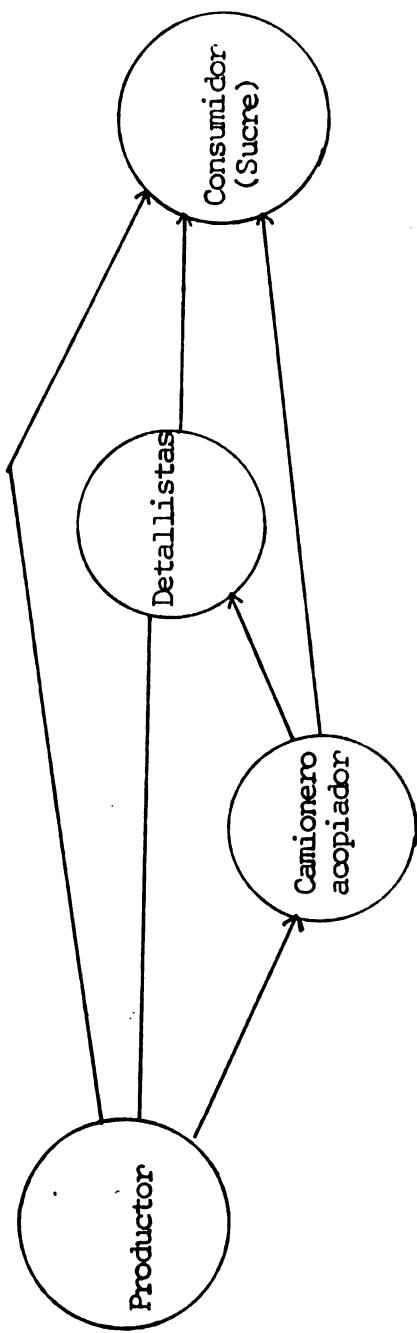 Productor
Camionero
acopiador
Detallistas
Consumidor
(Sucre)